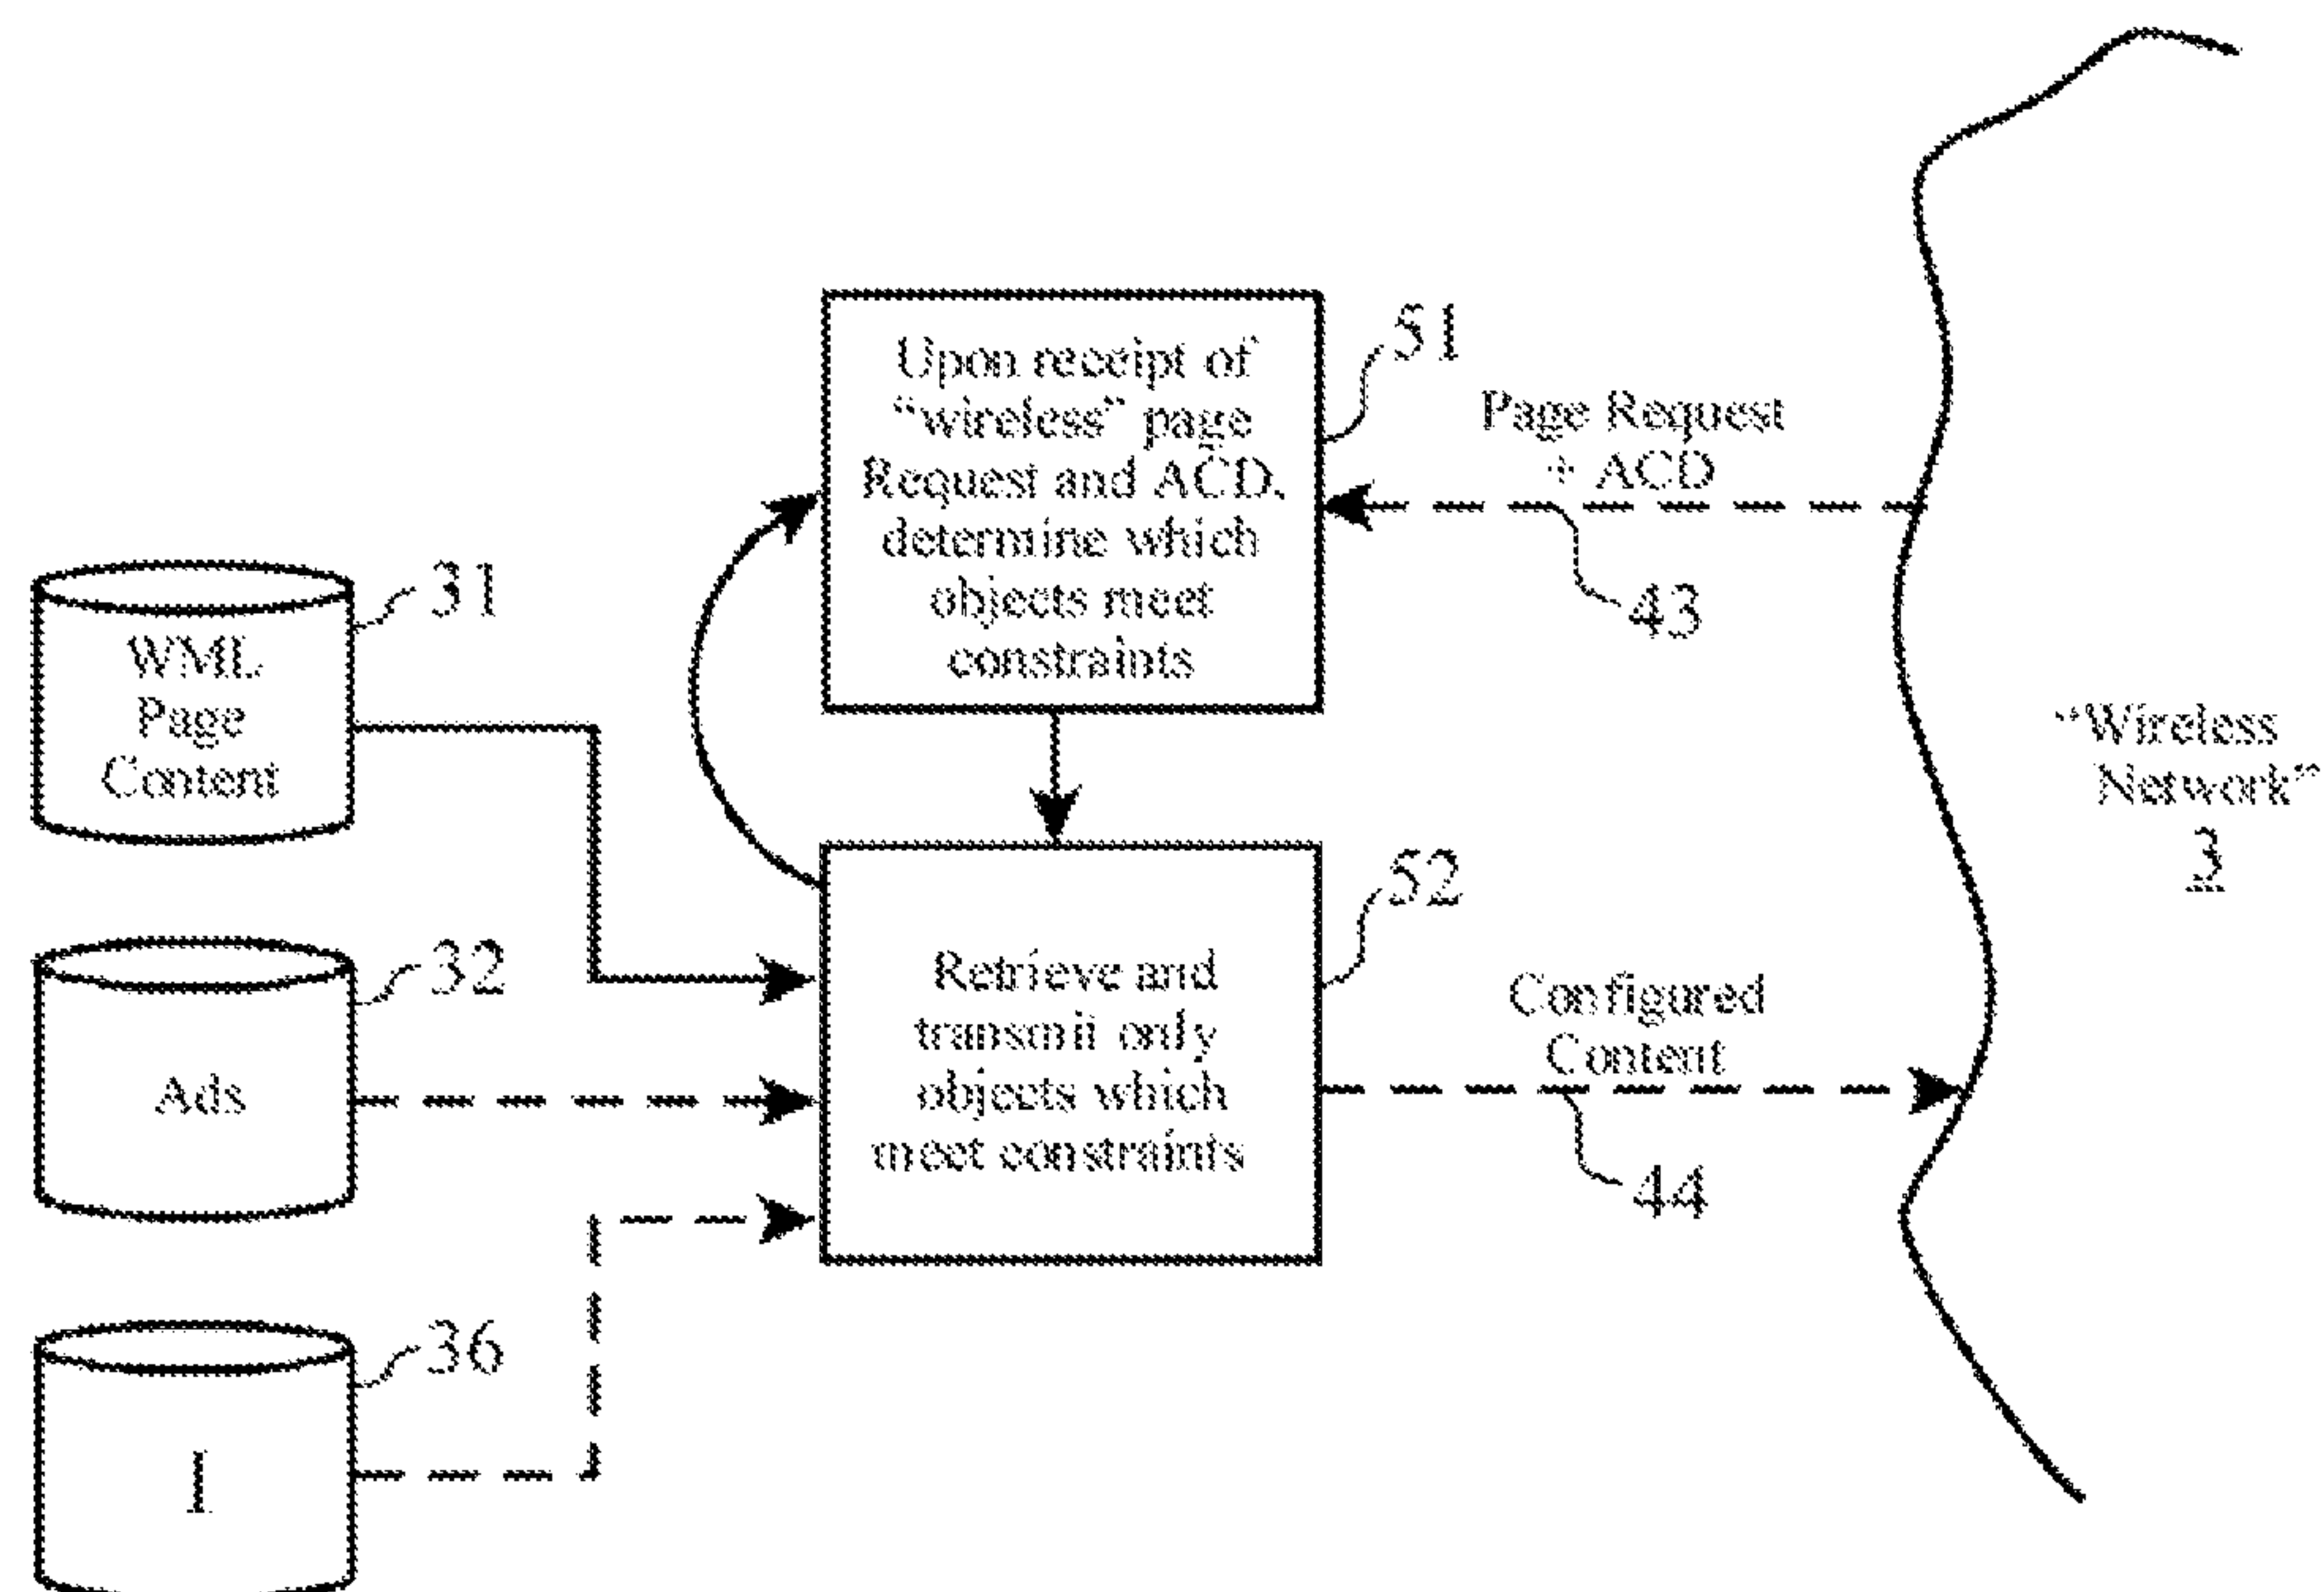 Upon receipt of
“wireless” page
Request and ACD,
determine which
objects meet
constraints
51
Page Request
+ ACD
43
31
WML
Page
Content
“Wireless
Network”
3
32
Ads
52
Retrieve and
transmit only
objects which
meet constraints
Configured
Content
44
36
I